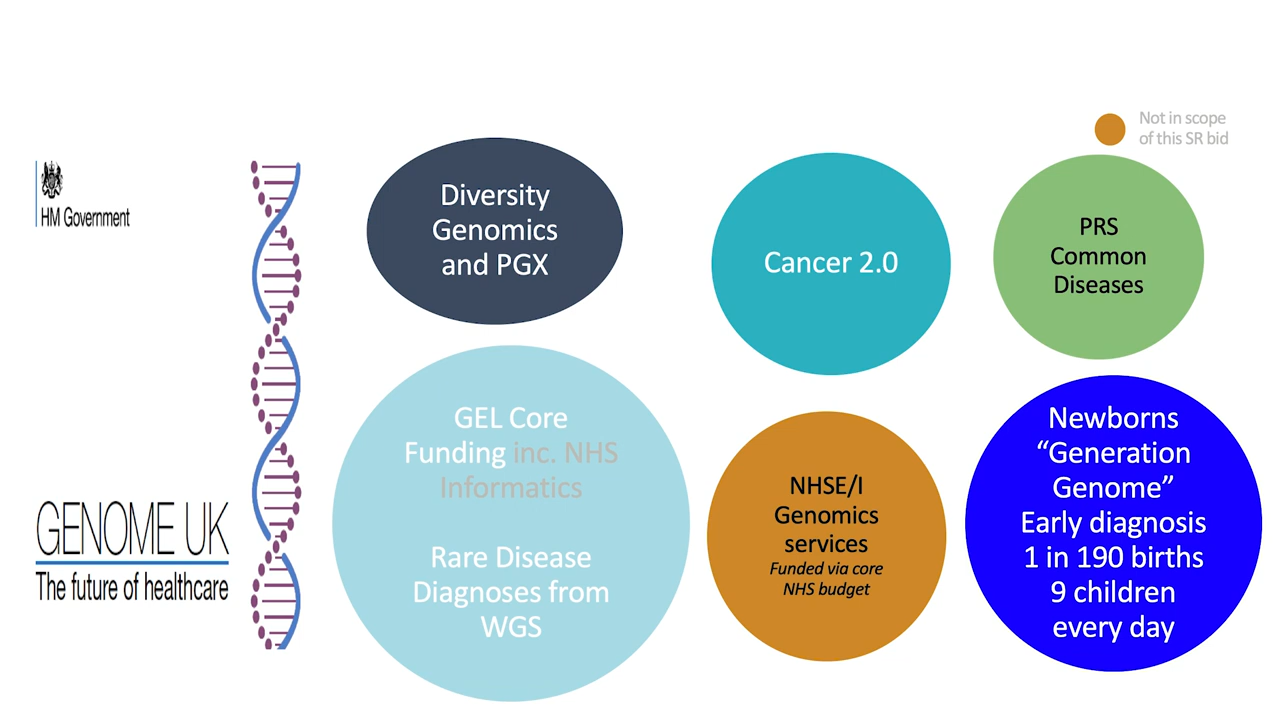 Not in scope
of this SR bid
HM Government
Diversity
Genomics
and PGX
Cancer 2.0
PRS
Common
Diseases
GEL Core
Funding inc. NHS
Informatics
Rare Disease
Diagnoses from
WGS
NHSE/I
Genomics
services
Funded via core
NHS budget
Newborns
“Generation
Genome”
Early diagnosis
1 in 190 births
9 children
every day
GENOME UK
The future of healthcare